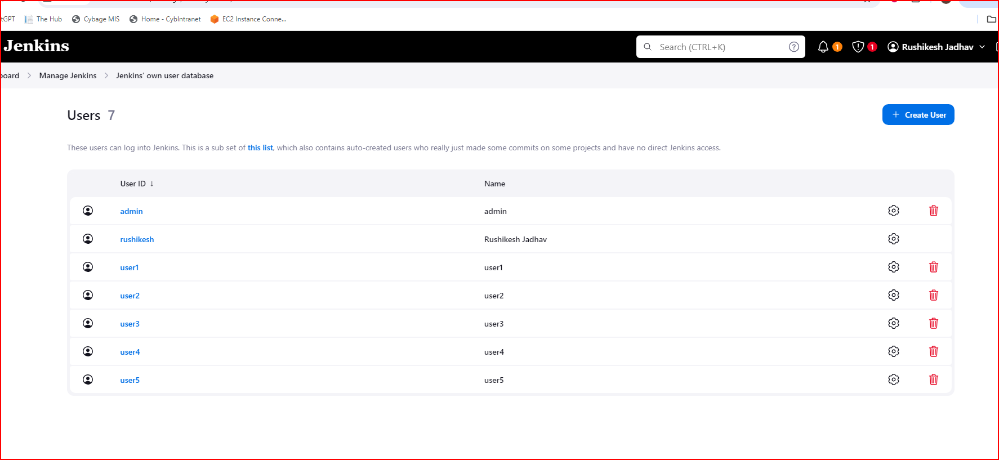 tGPT The Hub Cybage MIS Home - CybIntranet EC2 Instance Conne...
Jenkins Search (CTRL+K) ? 1 1 Rushikesh Jadhav
board > Manage Jenkins > Jenkins' own user database
Users 7 + Create User
These users can log into Jenkins. This is a sub set of this list, which also contains auto-created users who really just made some commits on some projects and have no direct Jenkins access.
User ID ↓ Name
admin admin
rushikesh Rushikesh Jadhav
user1 user1
user2 user2
user3 user3
user4 user4
user5 user5